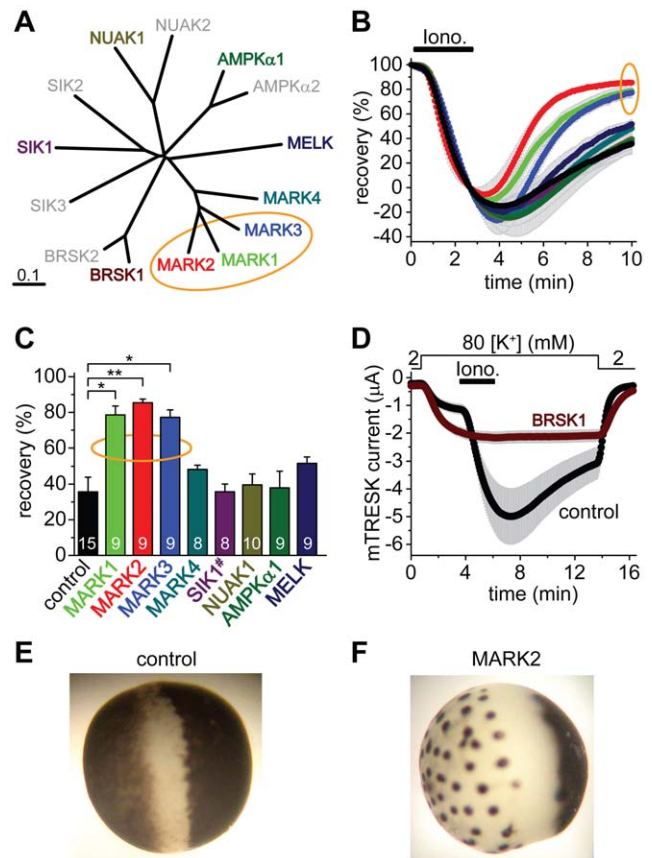 A
NUAK2
NUAK1
AMPKα1
AMPKα2
SIK2
SIK1
MELK
SIK3
MARK4
MARK3
BRSK2
BRSK1
MARK2
MARK1
0.1
B
Iono.
recovery (%)
100
80
60
40
20
0
-20
-40
0 2 4 6 8 10
time (min)
C
recovery (%)
100
80
60
40
20
0
*
**
*
15 9 9 9 8 8 10 9 9
control MARK1 MARK2 MARK3 MARK4 SIK1# NUAK1 AMPKα1 MELK
D
80 [K⁺] (mM)
2 2
Iono.
mTRESK current (μA)
0
-1
-2
-3
-4
-5
-6
BRSK1
control
0 4 8 12 16
time (min)
E control
F MARK2